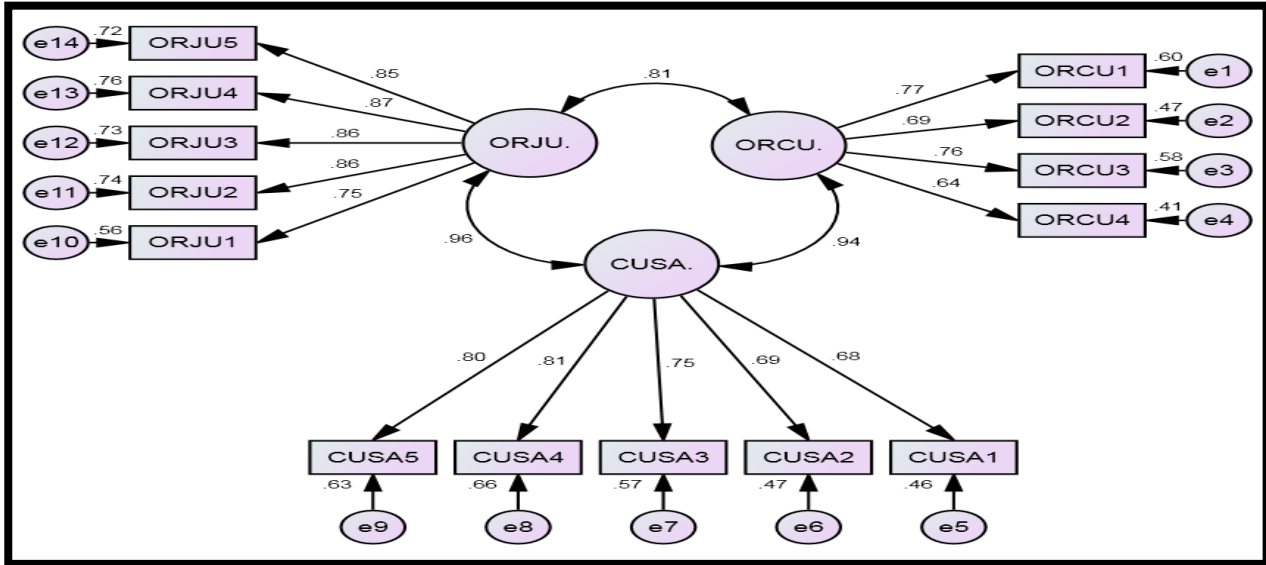 e14 .72 ORJU5
e13 .76 ORJU4
e12 .73 ORJU3
e11 .74 ORJU2
e10 .56 ORJU1
.85
.87
.86
.86
.75
ORJU.
.81
ORCU.
.77
.69
.76
.64
ORCU1 .60 e1
ORCU2 .47 e2
ORCU3 .58 e3
ORCU4 .41 e4
.96
.94
CUSA.
.80 .81 .75 .69 .68
CUSA5 CUSA4 CUSA3 CUSA2 CUSA1
.63 .66 .57 .47 .46
e9 e8 e7 e6 e5